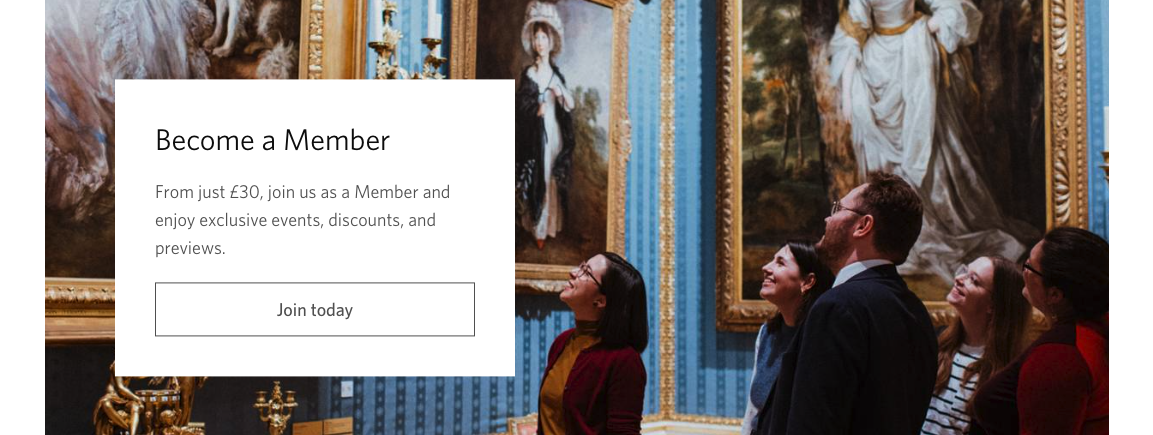 Become a Member
From just £30, join us as a Member and
enjoy exclusive events, discounts, and
previews.
Join today